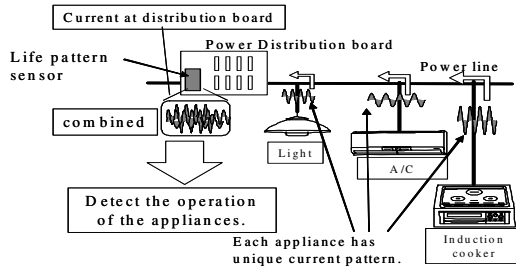 Current at distribution board
Power Distribution board
Life pattern
sensor
Power line
combined
Light
A/C
Detect the operation
of the appliances.
Each appliance has
unique current pattern.
Induction
cooker